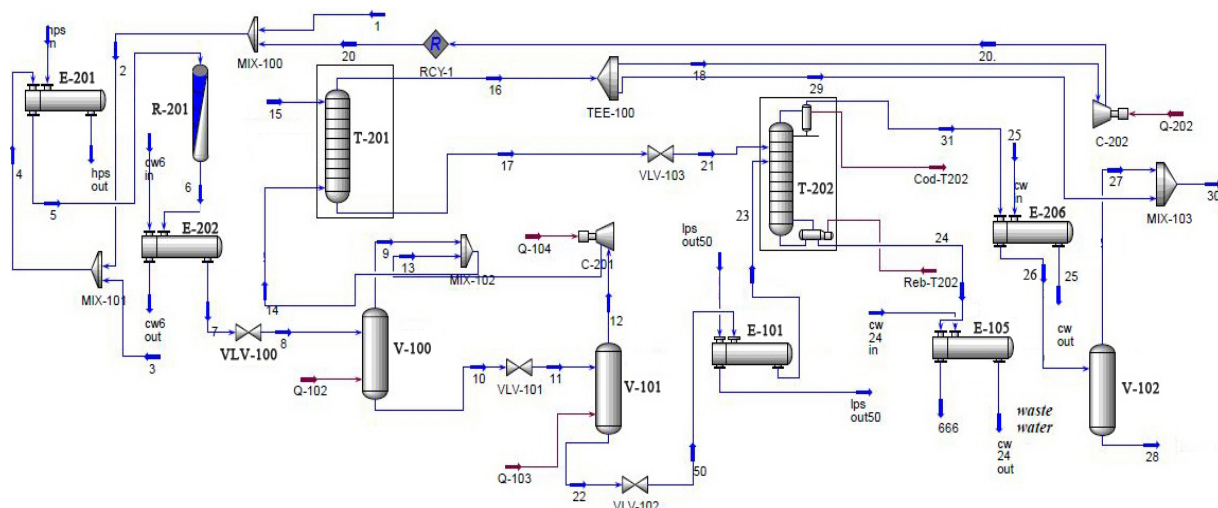 hps
in
E-201
4
5
hps
out
2
MIX-100
1
20
R
RCY-1
R-201
cw6
in
6
E-202
cw6
out
7
MIX-101
3
15
T-201
16
TEE-100
18
29
20.
C-202
Q-202
17
VLV-103
21
T-202
31
Cod-T202
25
cw
in
E-206
27
MIX-103
30
23
24
Reb-T202
26
25
cw
out
VLV-100
8
14
9
13
MIX-102
Q-104
C-201
12
V-100
Q-102
10
VLV-101
11
V-101
Q-103
22
VLV-102
50
lps
out50
E-101
lps
out50
cw
24
in
E-105
666
waste
water
cw
24
out
V-102
28